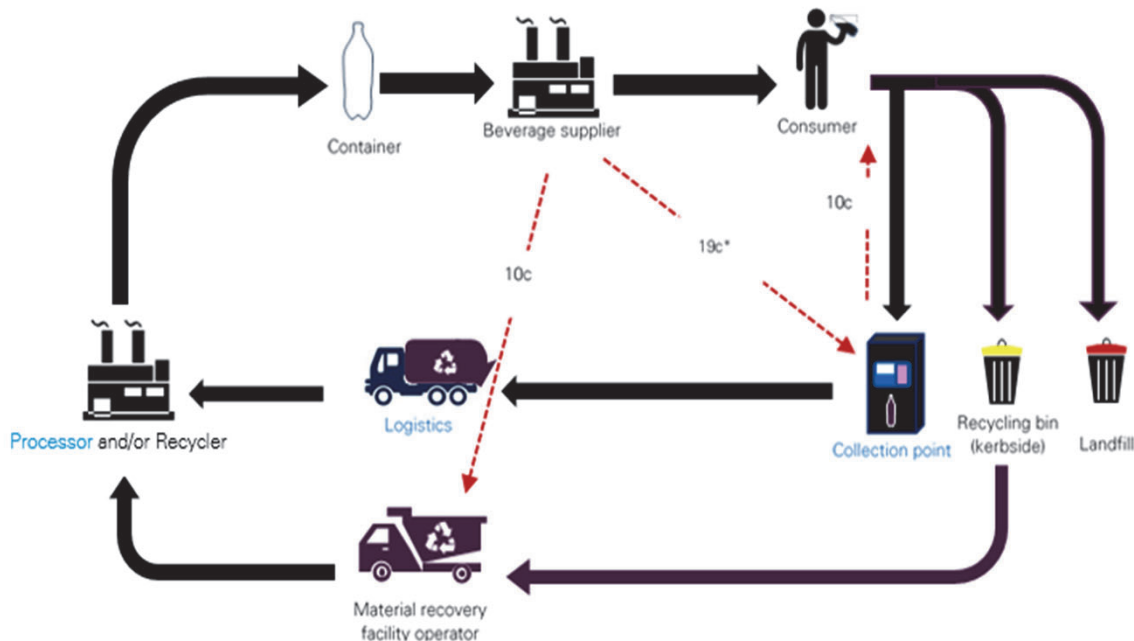 Container
Beverage supplier
Consumer
10c
19c*
10c
Logistics
Processor and/or Recycler
Collection point
Recycling bin
(kerbside)
Landfill
Material recovery
facility operator